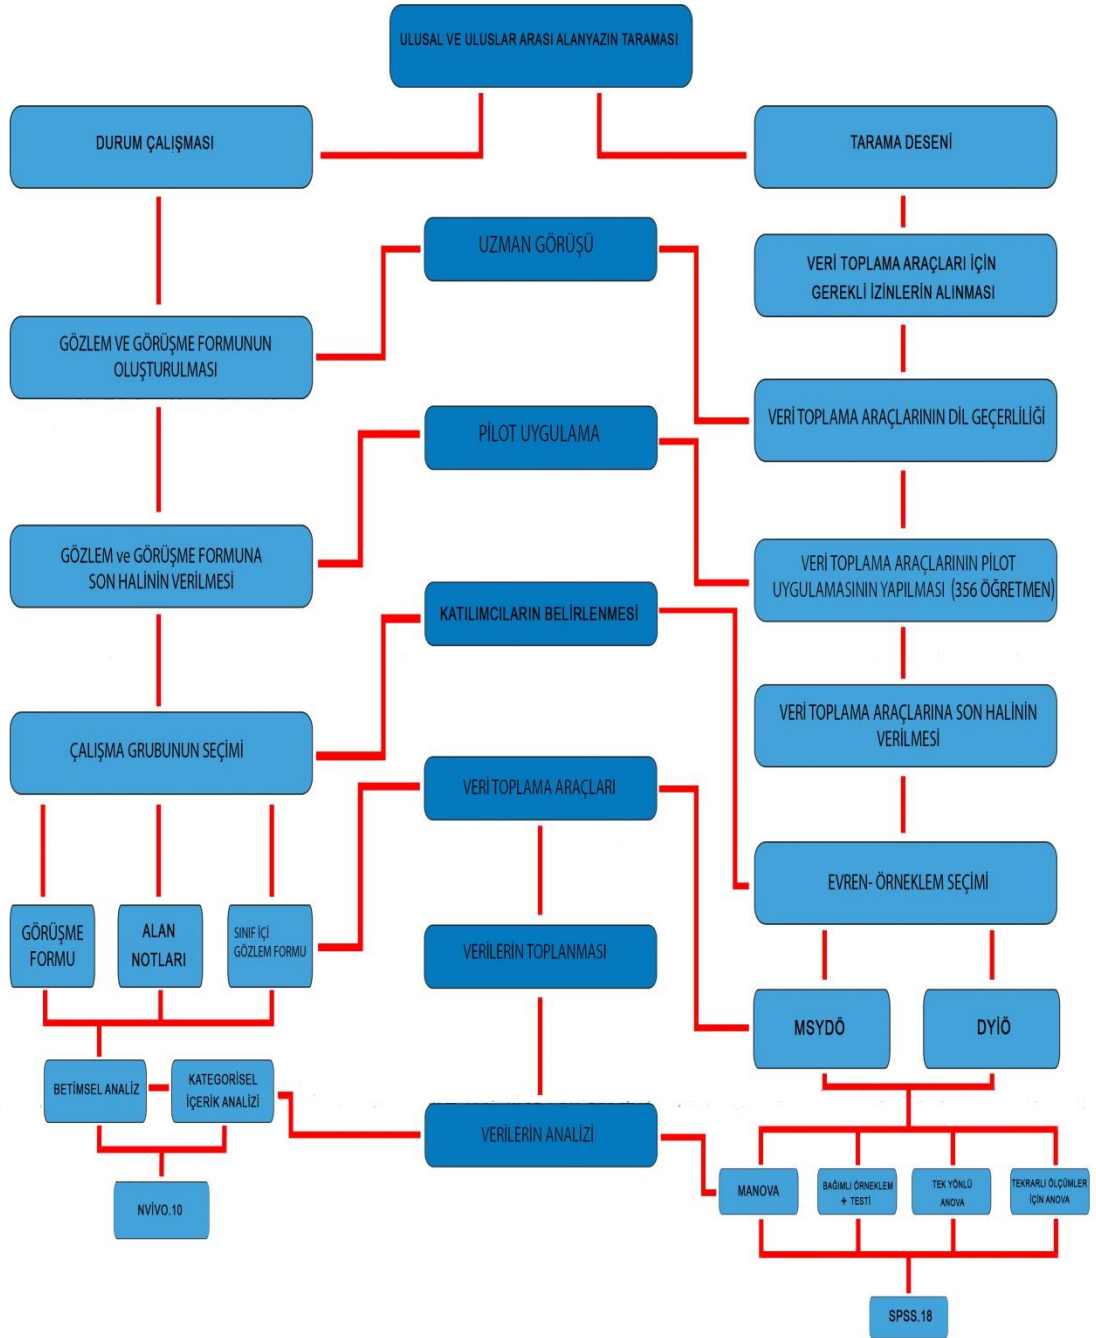 ULUSAL VE ULUSLAR ARASI ALANYAZIN TARAMASI
DURUM ÇALIŞMASI
TARAMA DESENİ
UZMAN GÖRÜŞÜ
VERİ TOPLAMA ARAÇLARI İÇİN
GEREKLİ İZİNLERİN ALINMASI
GÖZLEM VE GÖRÜŞME FORMUNUN
OLUŞTURULMASI
VERİ TOPLAMA ARAÇLARININ DİL GEÇERLİLİĞİ
PİLOT UYGULAMA
GÖZLEM ve GÖRÜŞME FORMUNA
SON HALİNİN VERİLMESİ
VERİ TOPLAMA ARAÇLARININ PİLOT
UYGULAMASININ YAPILMASI (356 ÖĞRETMEN)
KATILIMCILARIN BELİRLENMESİ
VERİ TOPLAMA ARAÇLARINA SON HALİNİN
VERİLMESİ
ÇALIŞMA GRUBUNUN SEÇİMİ
VERİ TOPLAMA ARAÇLARI
EVREN- ÖRNEKLEM SEÇİMİ
GÖRÜŞME
FORMU
ALAN
NOTLARI
SINIF İÇİ
GÖZLEM FORMU
VERİLERİN TOPLANMASI
MSYDÖ
DYİÖ
BETİMSEL ANALİZ
KATEGORİSEL
İÇERİK ANALİZİ
VERİLERİN ANALİZİ
MANOVA
BAĞIMLI ÖRNEKLEM
+ TESTİ
TEK YÖNLÜ
ANOVA
TEKRARLI ÖLÇÜMLER
İÇİN ANOVA
NVİVO.10
SPSS.18